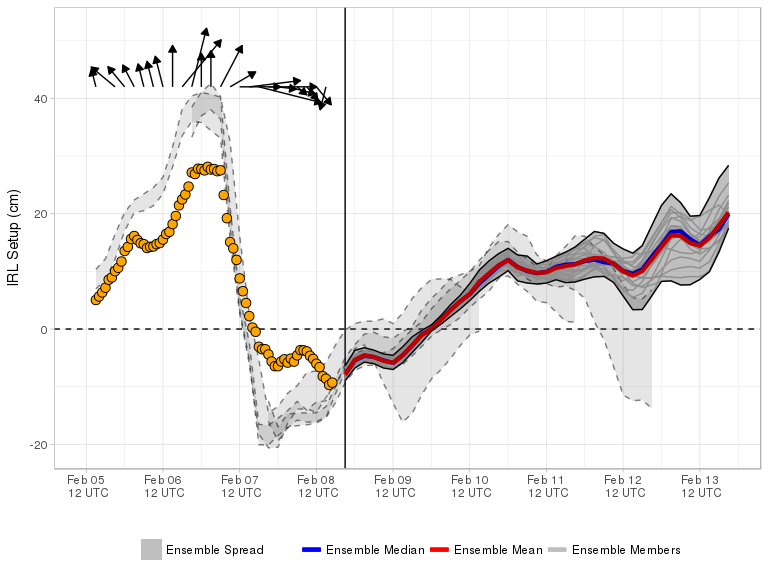 IRL Setup (cm)
40
20
0
-20
Feb 05 Feb 06 Feb 07 Feb 08 Feb 09 Feb 10 Feb 11 Feb 12 Feb 13
12 UTC 12 UTC 12 UTC 12 UTC 12 UTC 12 UTC 12 UTC 12 UTC 12 UTC
Ensemble Spread Ensemble Median Ensemble Mean Ensemble Members